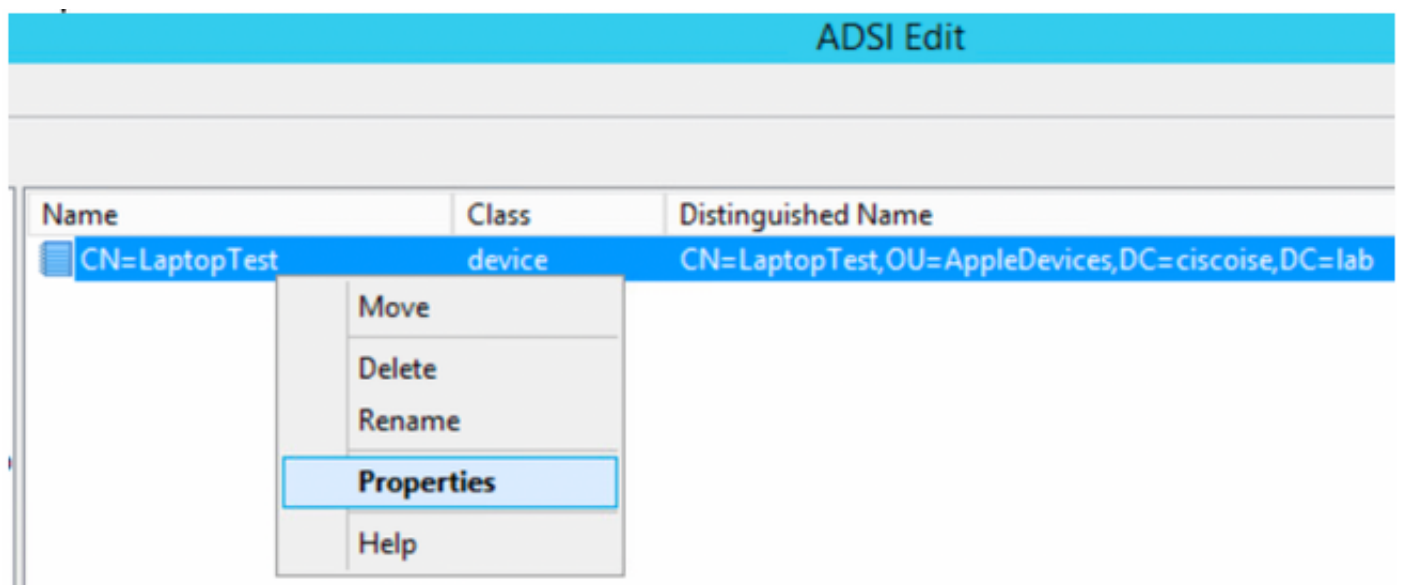 ADSI Edit
Name Class Distinguished Name
CN=LaptopTest device CN=LaptopTest,OU=AppleDevices,DC=ciscoise,DC=lab
Move
Delete
Rename
Properties
Help